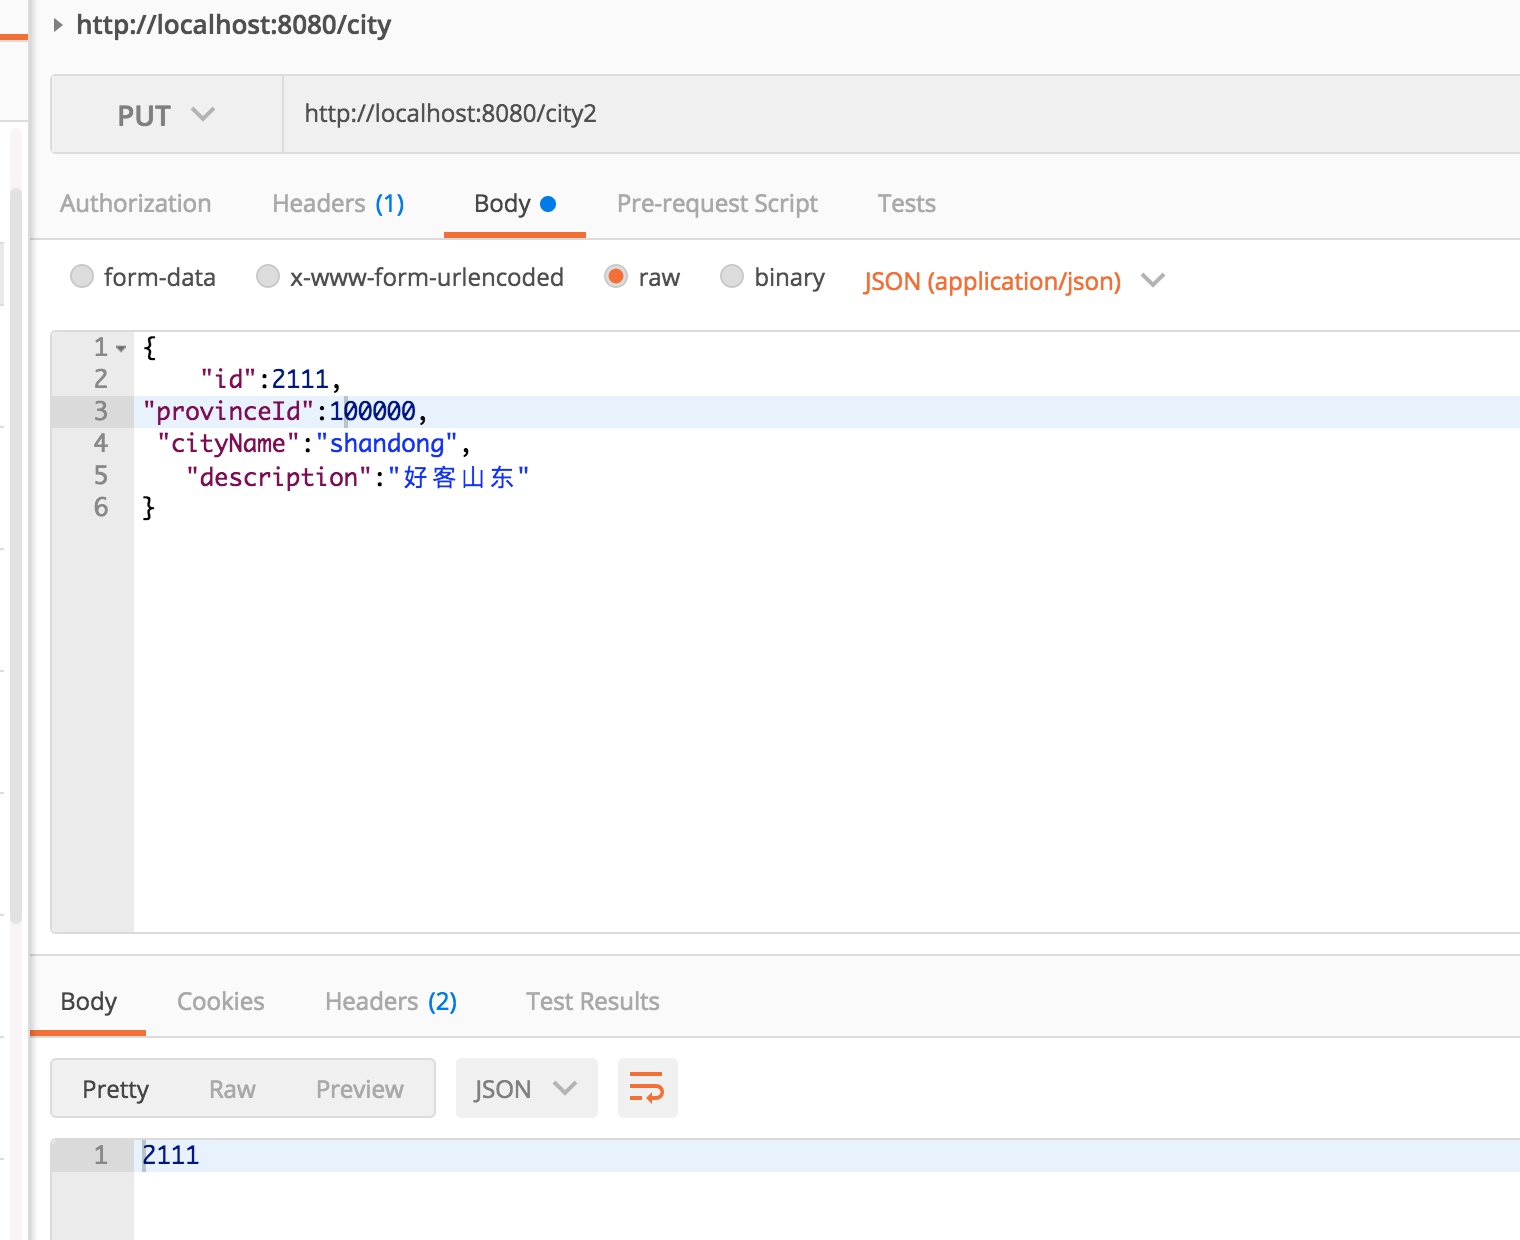 http://localhost:8080/city
PUT http://localhost:8080/city2
Authorization Headers (1) Body Pre-request Script Tests
form-data x-www-form-urlencoded raw binary JSON (application/json)
1 {
2 "id":2111,
3 "provinceId":100000,
4 "cityName":"shandong",
5 "description":"好客山东"
6 }
Body Cookies Headers (2) Test Results
Pretty Raw Preview JSON
1 2111